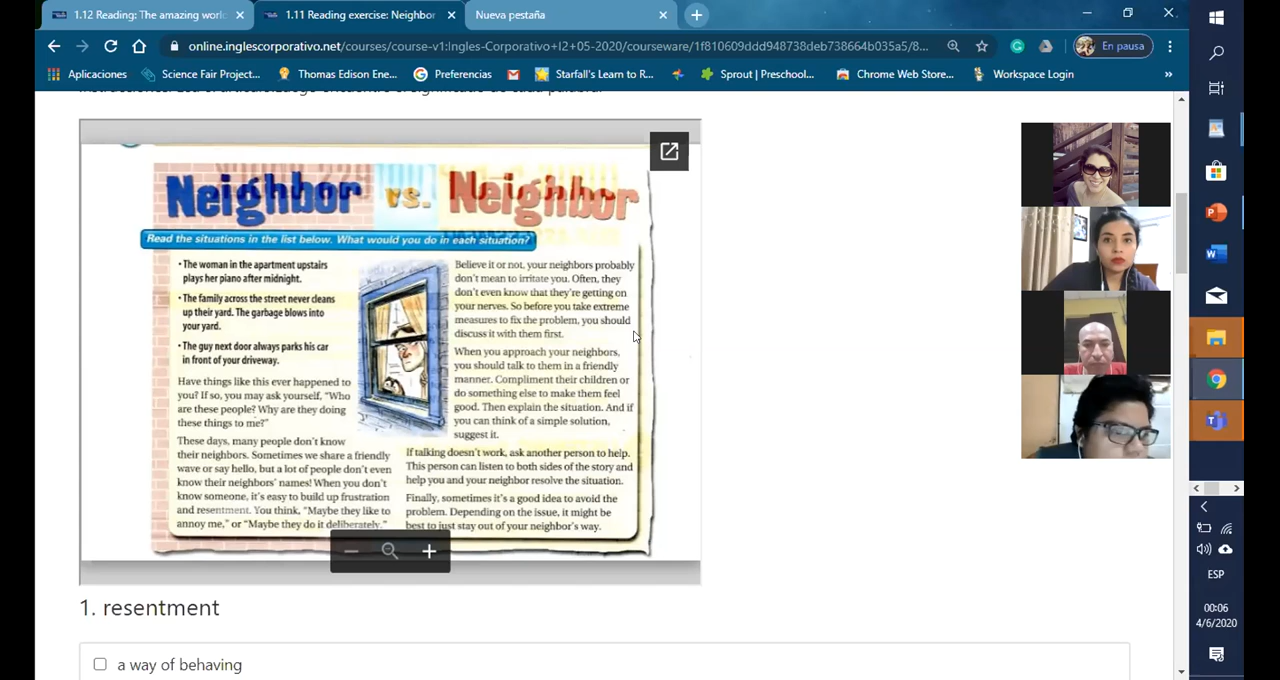 1.12 Reading: The amazing worl
1.11 Reading exercise: Neighbor
Nueva pestaña
online.inglescorporativo.net/courses/course-v1:Ingles-Corporativo+I2+05-2020/courseware/1f810609ddd948738deb738664b035a5/8...
En pausa
Aplicaciones
Science Fair Project...
Thomas Edison Ene...
Preferencias
Starfall's Learn to R...
Sprout | Preschool...
Chrome Web Store...
Workspace Login
»
Neighbor vs. Neighbor
Read the situations in the list below. What would you do in each situation?
• The woman in the apartment upstairs
plays her piano after midnight.
• The family across the street never cleans
up their yard. The garbage blows into
your yard.
• The guy next door always parks his car
in front of your driveway.
Have things like this ever happened to
you? If so, you may ask yourself, "Who
are these people? Why are they doing
these things to me?"
These days, many people don't know
their neighbors. Sometimes we share a friendly
wave or say hello, but a lot of people don't even
know their neighbors' names! When you don't
know someone, it's easy to build up frustration
and resentment. You think, "Maybe they like to
annoy me," or "Maybe they do it deliberately."
Believe it or not, your neighbors probably
don't mean to irritate you. Often, they
don't even know that they're getting on
your nerves. So before you take extreme
measures to fix the problem, you should
discuss it with them first.
When you approach your neighbors,
you should talk to them in a friendly
manner. Compliment their children or
do something else to make them feel
good. Then explain the situation. And if
you can think of a simple solution,
suggest it.
If talking doesn't work, ask another person to help.
This person can listen to both sides of the story and
help you and your neighbor resolve the situation.
Finally, sometimes it's a good idea to avoid the
problem. Depending on the issue, it might be
best to just stay out of your neighbor's way.
1. resentment
a way of behaving
ESP
00:06
4/6/2020